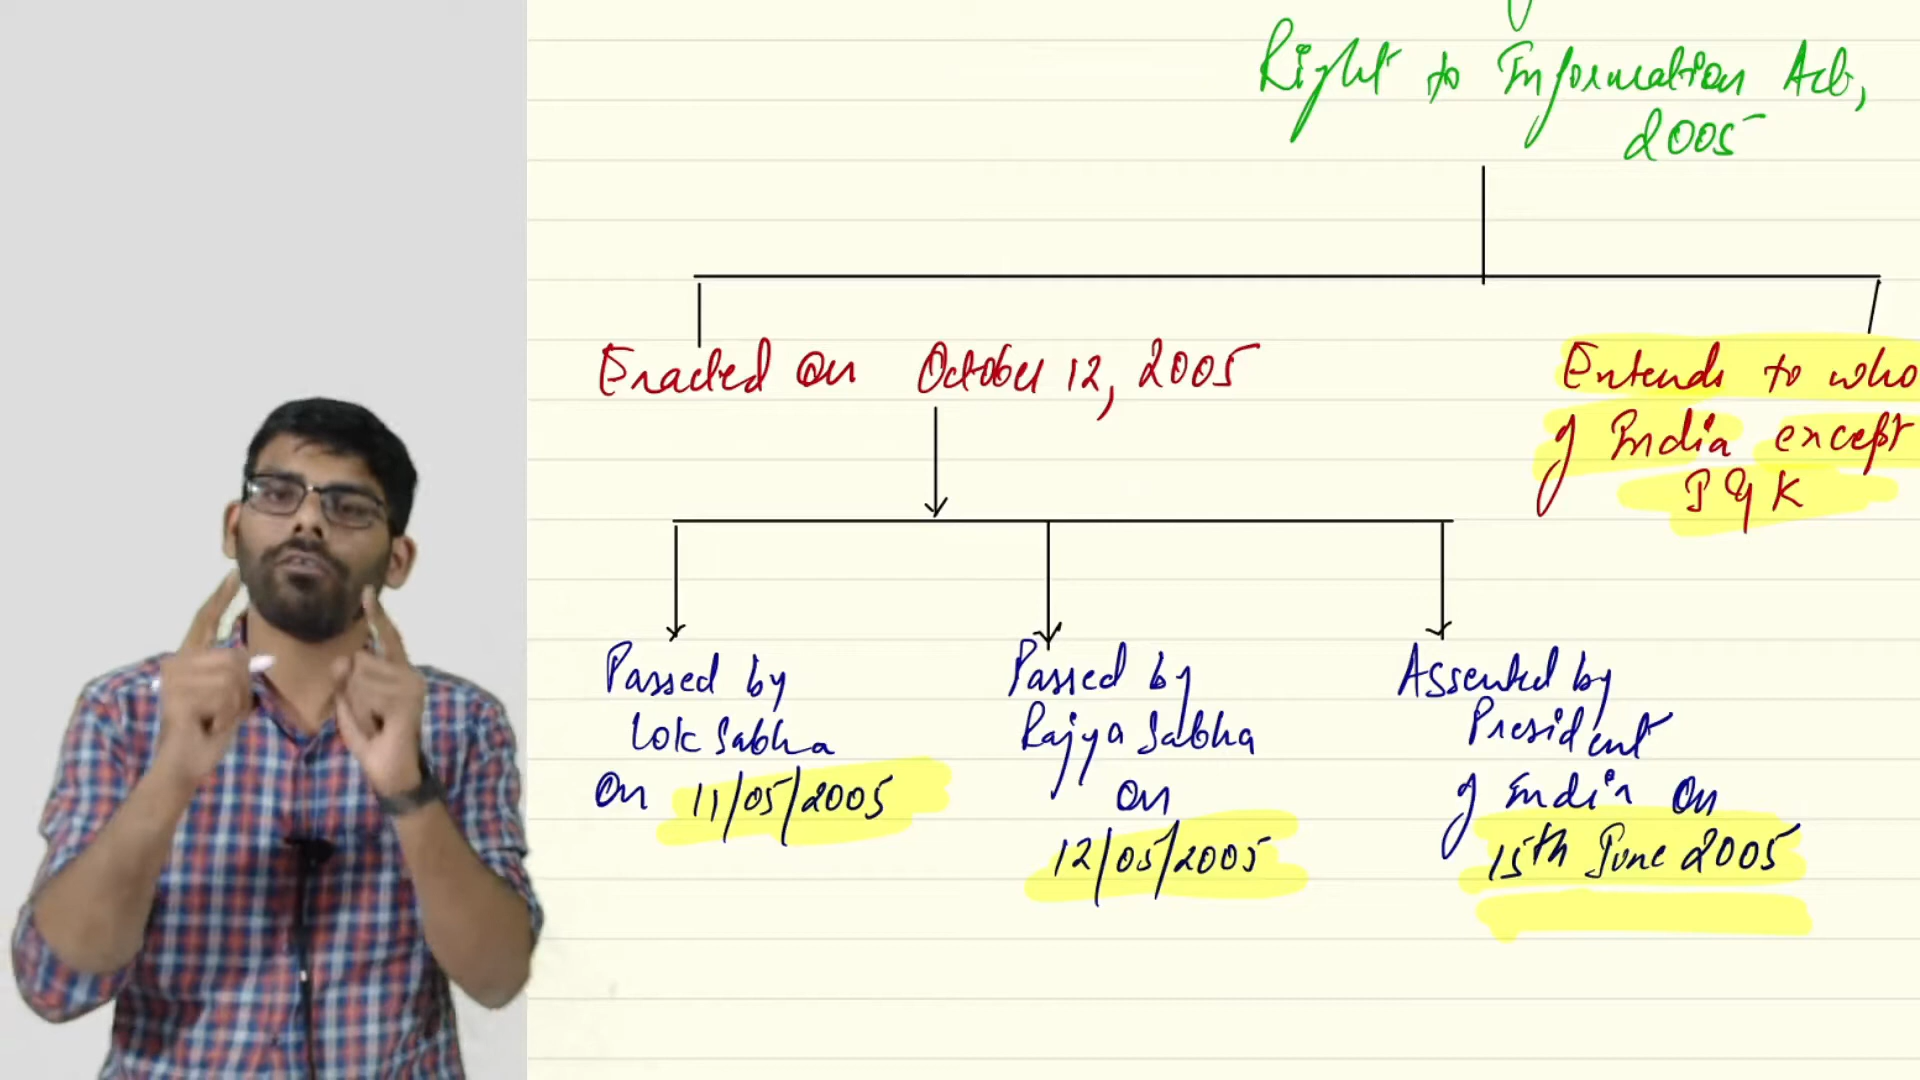 Right to Information Act,
2005
Enacted on October 12, 2005
Extends to who
of India except
J & K
Passed by
Lok Sabha
on 11/05/2005
Passed by
Rajya Sabha
on
12/05/2005
Assented by
President
of India on
15th June 2005